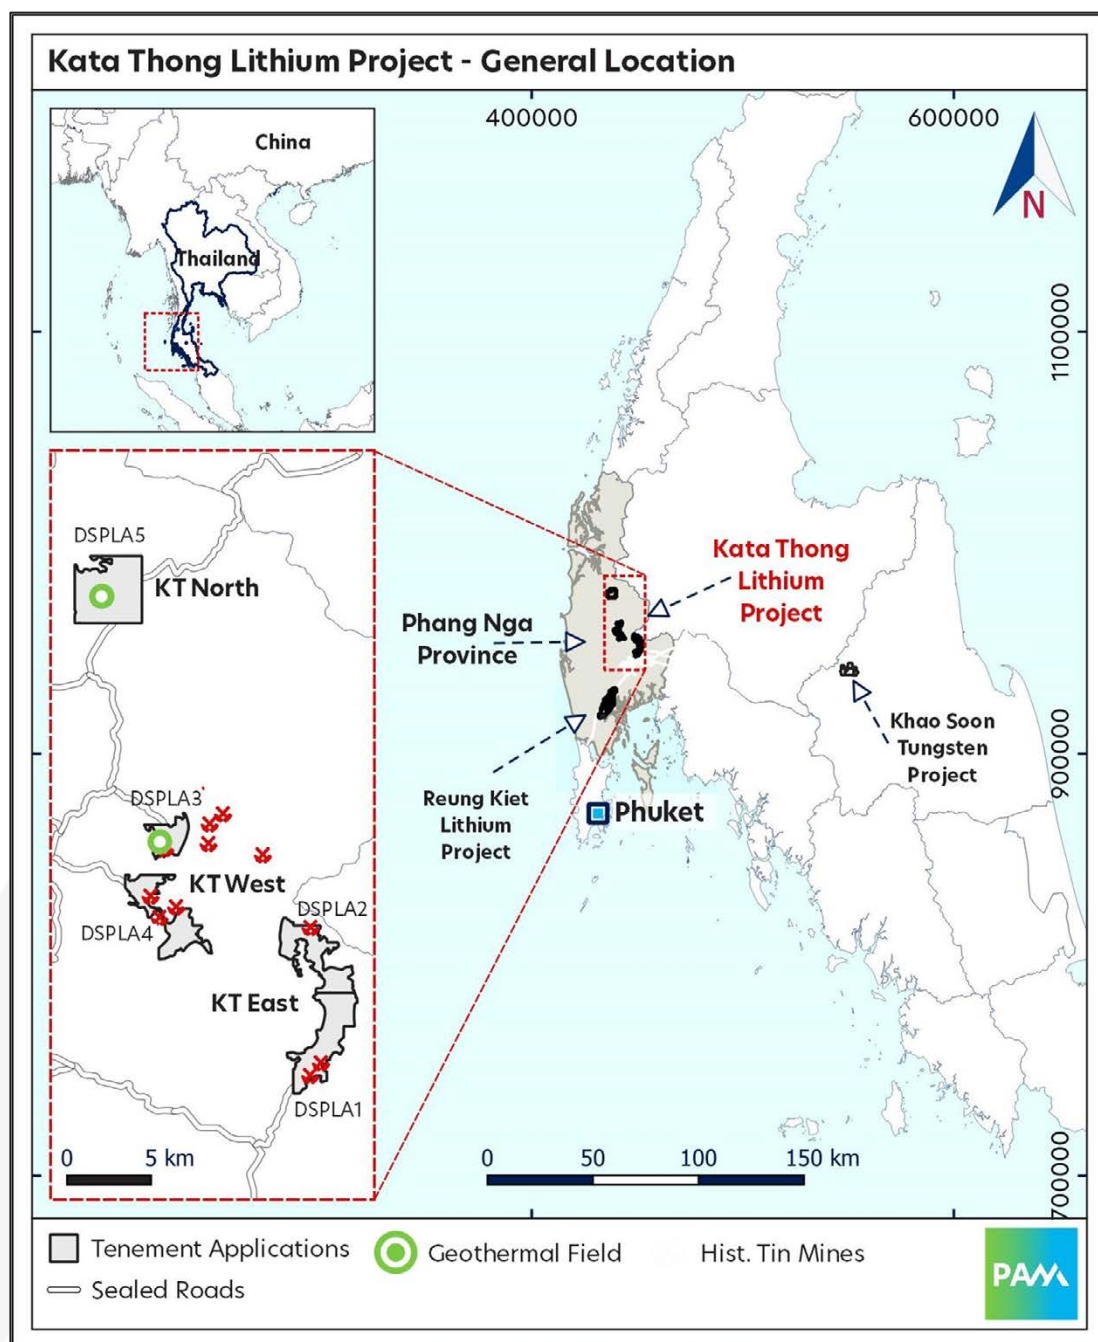 Kata Thong Lithium Project - General Location
400000
600000
China
Thailand
N
1100000
DSPLA5
KT North
Kata Thong
Lithium
Project
Phang Nga
Province
Khao Soon
Tungsten
Project
900000
DSPLA3
Reung Kiet
Lithium
Project
Phuket
KT West
DSPLA2
DSPLA4
KT East
DSPLA1
0 5 km
0 50 100 150 km
700000
Tenement Applications
Geothermal Field
Hist. Tin Mines
Sealed Roads
PAM